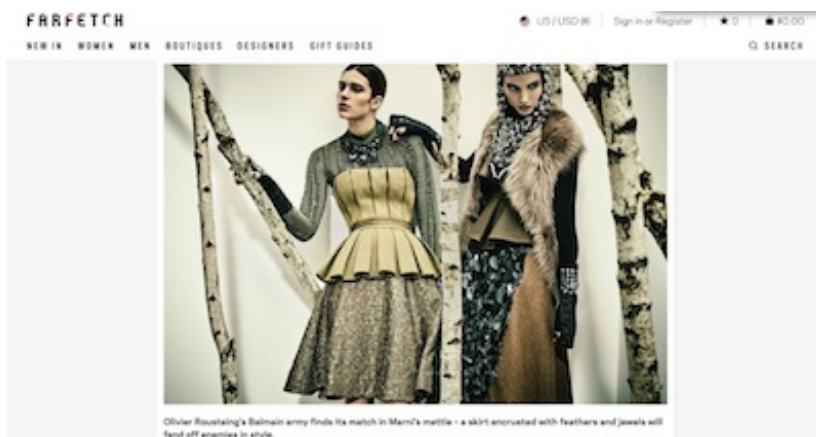 FARFETCH
US / USD ($)
Sign in or Register
★ 0
$0.00
NEW IN WOMEN MEN BOUTIQUES DESIGNERS GIFT GUIDES
SEARCH
Olivier Rousteing's Balmain army finds its match in Marni's mettle - a skirt encrusted with feathers and jewels will
fend off enemies in style.